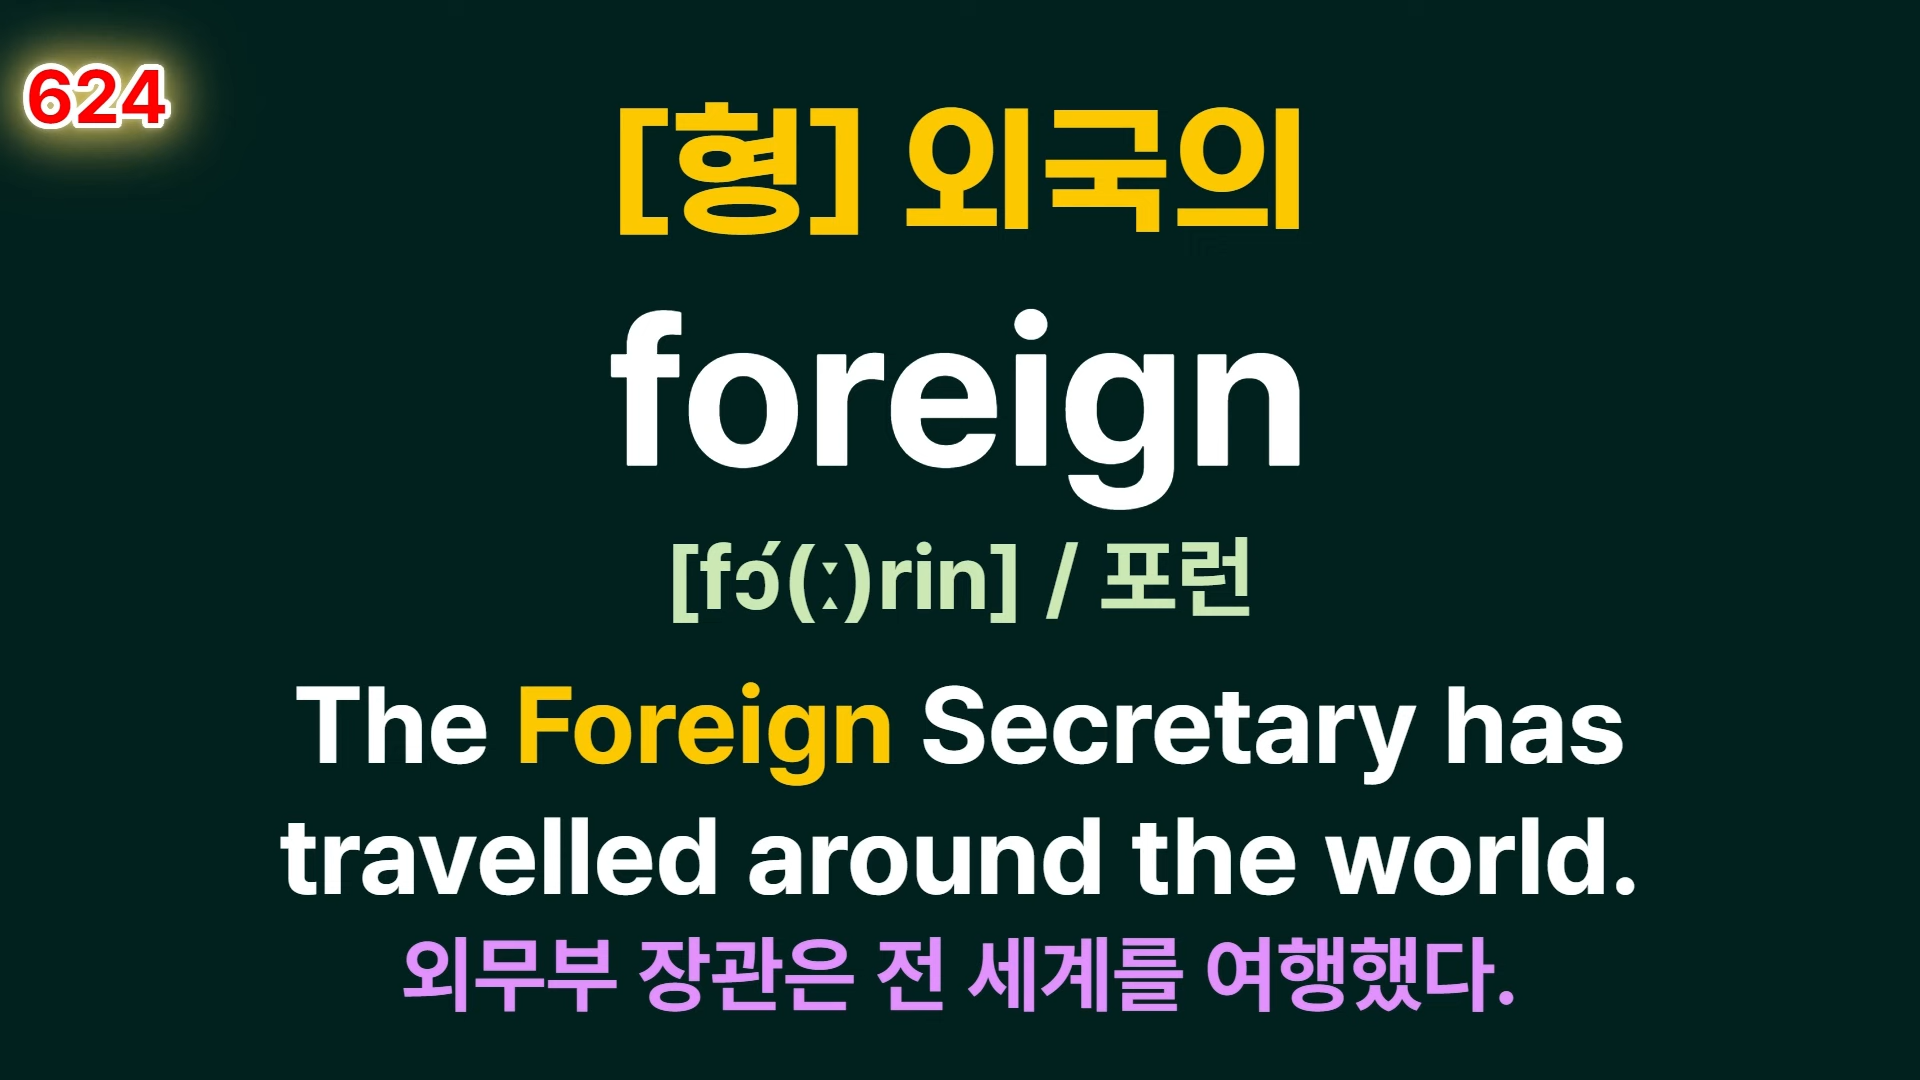 624
[형] 외국의
foreign
[fɔ́(ː)rin] / 포런
The Foreign Secretary has
travelled around the world.
외무부 장관은 전 세계를 여행했다.